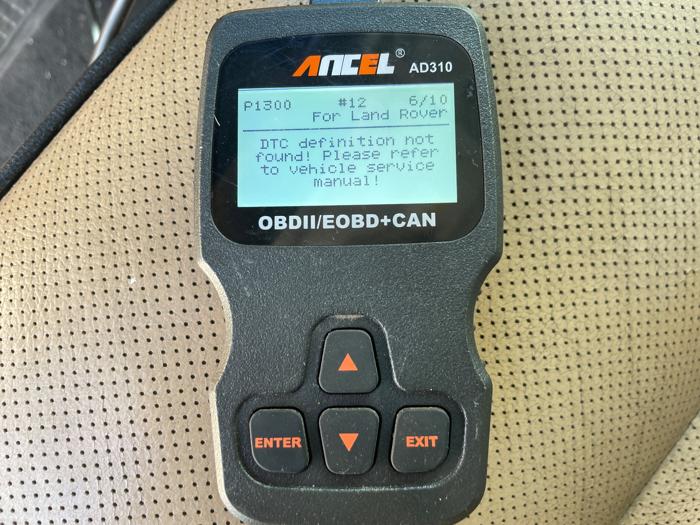 ANCEL® AD310
P1300 #12 6/10
For Land Rover
DTC definition not
found! Please refer
to vehicle service
manual!
OBDII/EOBD+CAN
ENTER EXIT